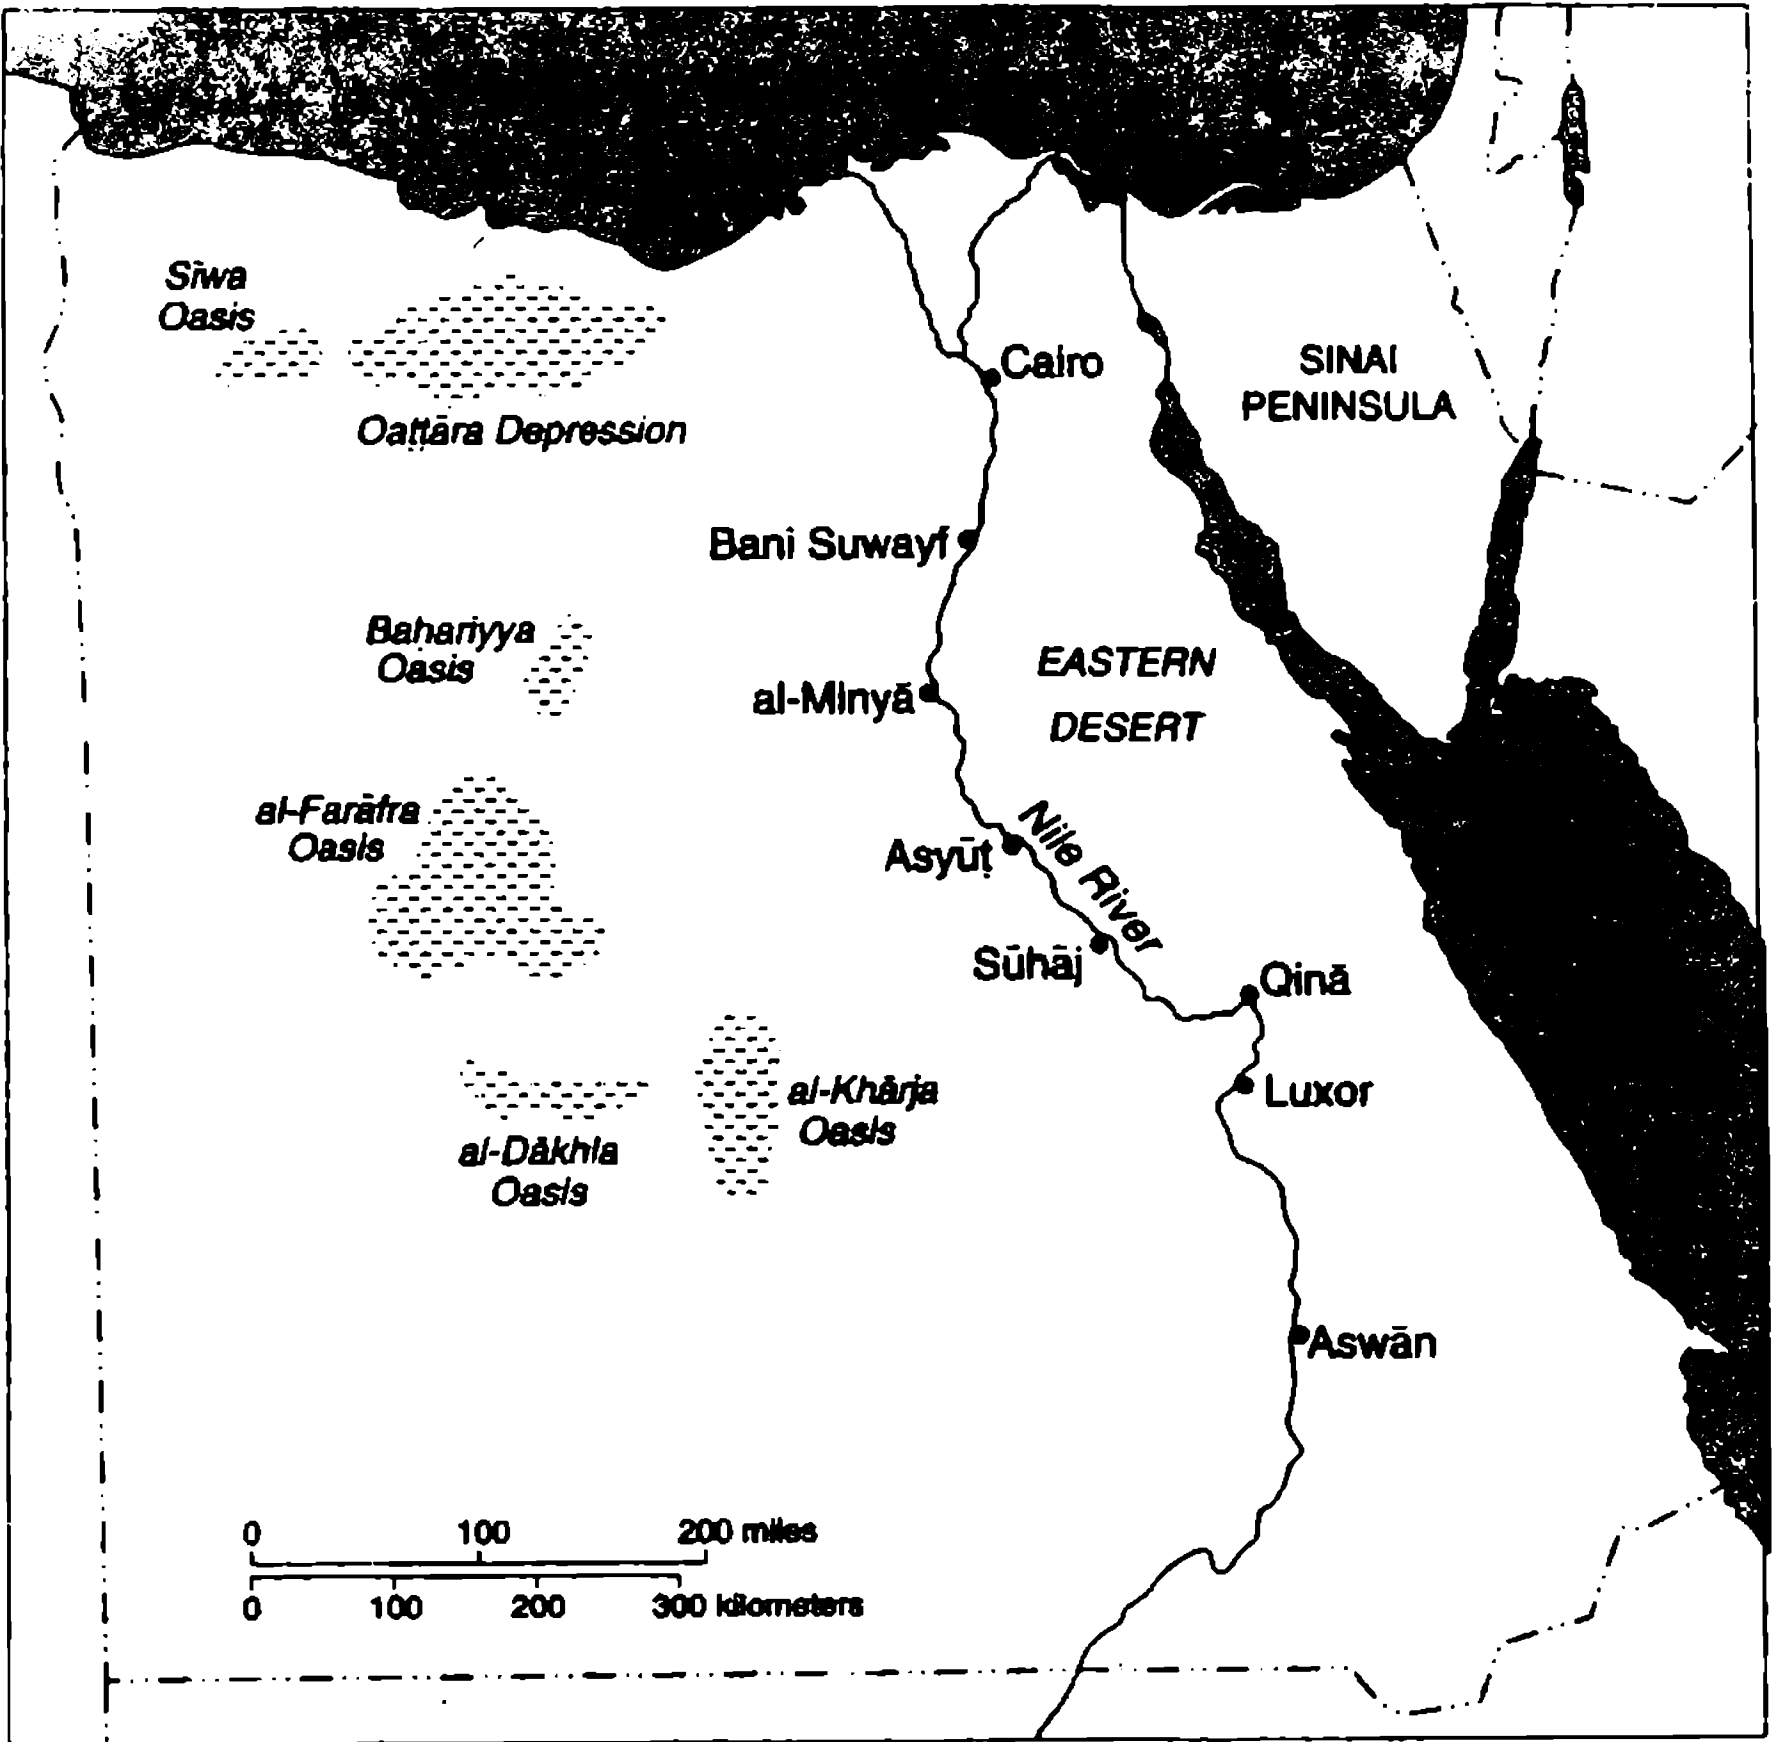 Sīwa
Oasis
Oattāra Depression
Cairo
SINAI
PENINSULA
Bani Suwayf
Bahariyya
Oasis
al-Minyā
EASTERN
DESERT
al-Farāfra
Oasis
Asyūṭ
Nile River
Sūhāj
Qinā
al-Khārja
Oasis
Luxor
al-Dākhla
Oasis
Aswān
0 100 200 miles
0 100 200 300 kilometers